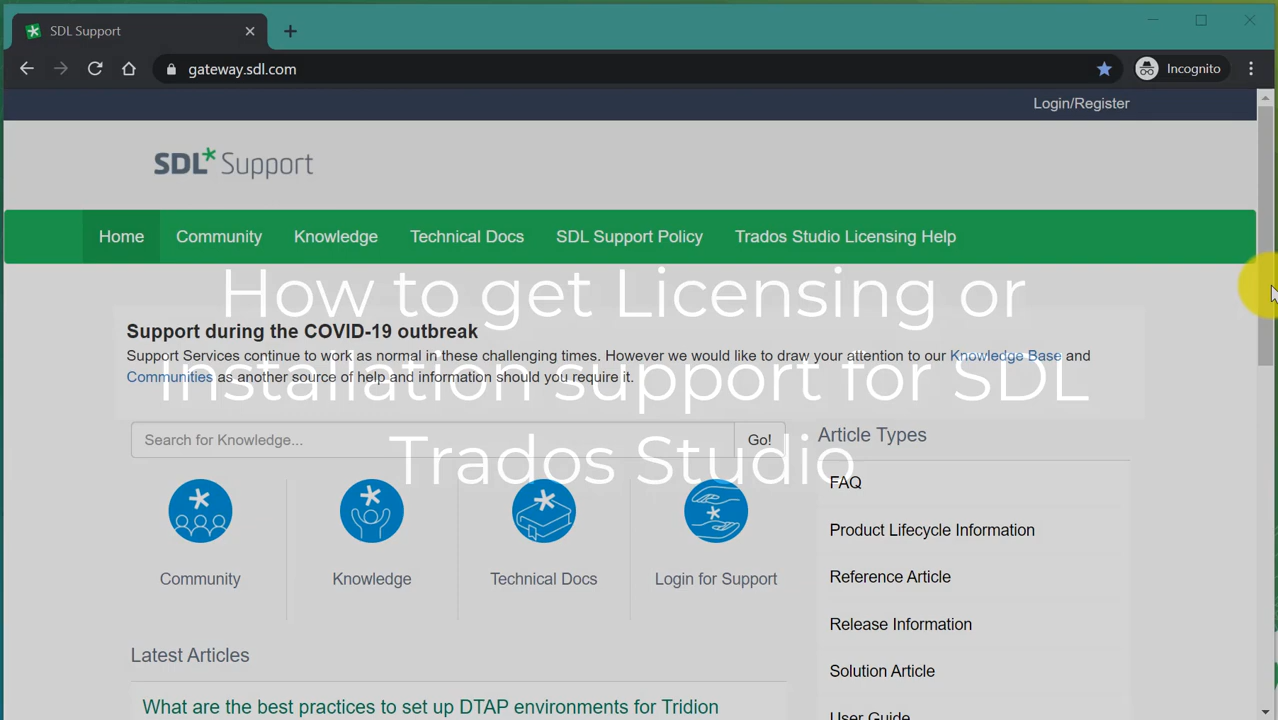 SDL Support
gateway.sdl.com
Incognito
Login/Register
SDL* Support
Home Community Knowledge Technical Docs SDL Support Policy Trados Studio Licensing Help
How to get Licensing or
Installation support for SDL
Trados Studio
Support during the COVID-19 outbreak
Support Services continue to work as normal in these challenging times. However we would like to draw your attention to our Knowledge Base and
Communities as another source of help and information should you require it.
Search for Knowledge... Go!
Community Knowledge Technical Docs Login for Support
Latest Articles
What are the best practices to set up DTAP environments for Tridion
Article Types
FAQ
Product Lifecycle Information
Reference Article
Release Information
Solution Article
User Guide